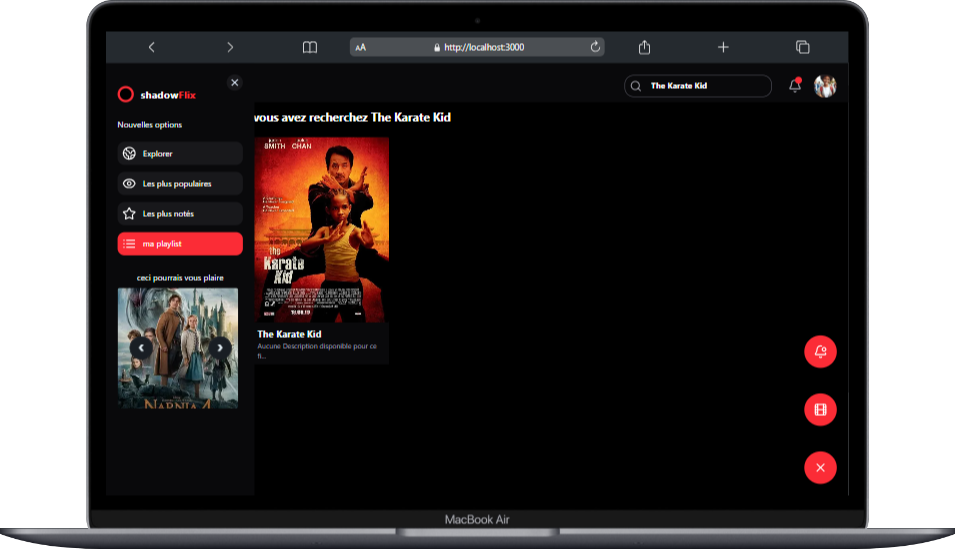 AA http://localhost:3000
shadowFlix
The Karate Kid
Nouvelles options
vous avez recherchez The Karate Kid
Explorer
Les plus populaires
Les plus notés
ma playlist
ceci pourrais vous plaire
NARNIA 4
SMITH CHAN
the
Karate
Kid
The Karate Kid
Aucune Description disponible pour ce
fi...
MacBook Air